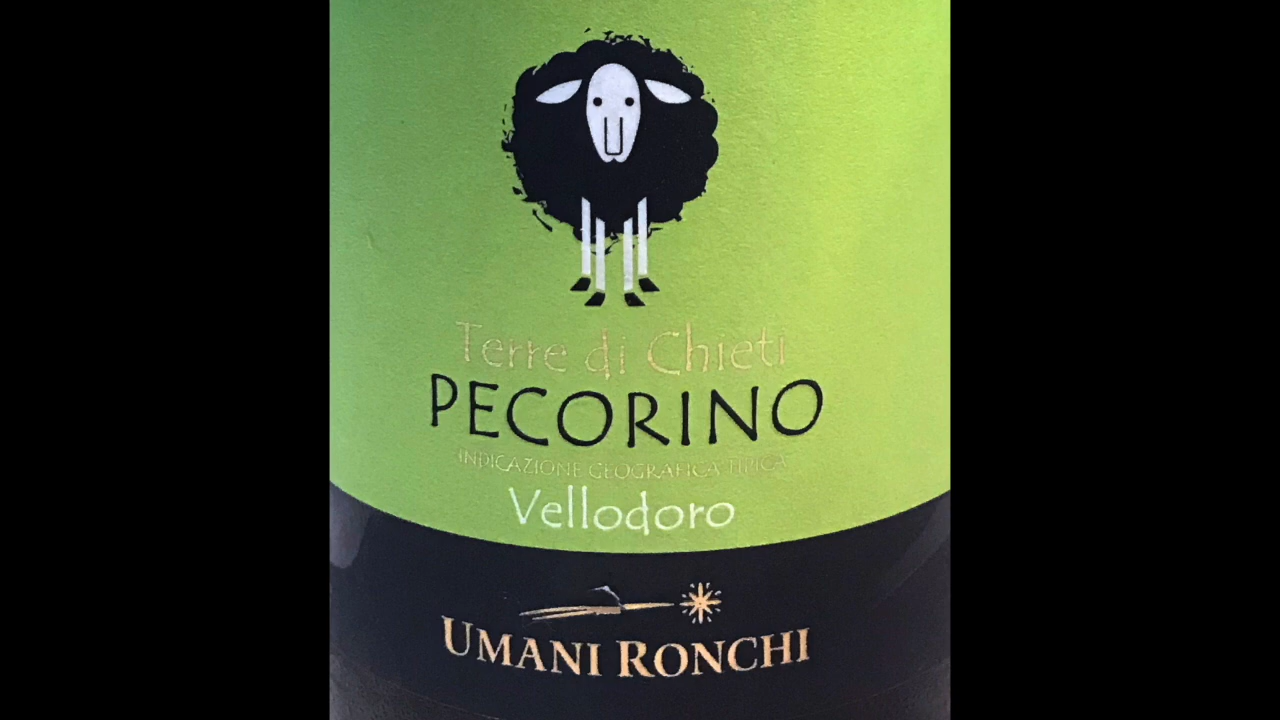 Terre di Chieti
PECORINO
INDICAZIONE GEOGRAFICA TIPICA
Vellodoro
UMANI RONCHI